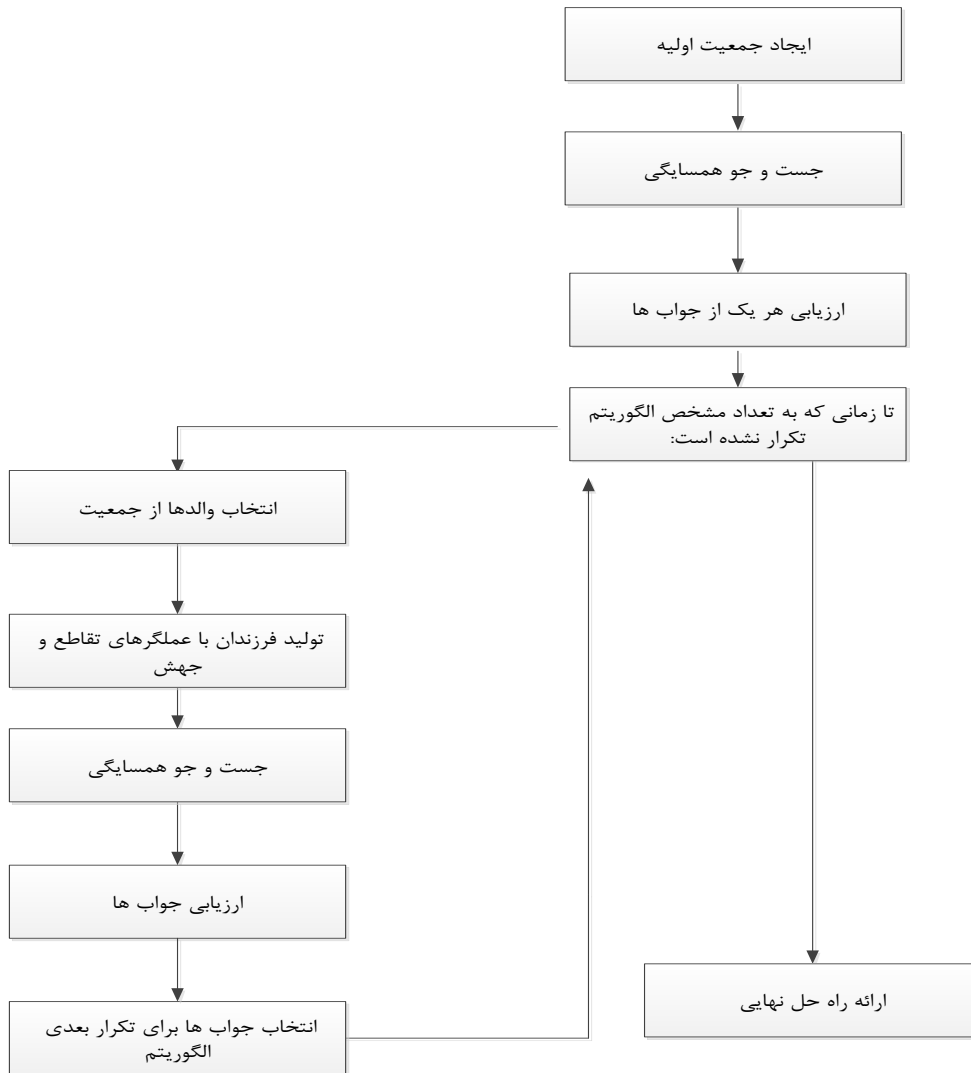 ایجاد جمعیت اولیه
جست و جو همسایگی
ارزیابی هر یک از جواب ها
تا زمانی که به تعداد مشخص الگوریتم
تکرار نشده است:
انتخاب والدها از جمعیت
تولید فرزندان با عملگرهای تقاطع و
جهش
جست و جو همسایگی
ارزیابی جواب ها
انتخاب جواب ها برای تکرار بعدی
الگوریتم
ارائه راه حل نهایی